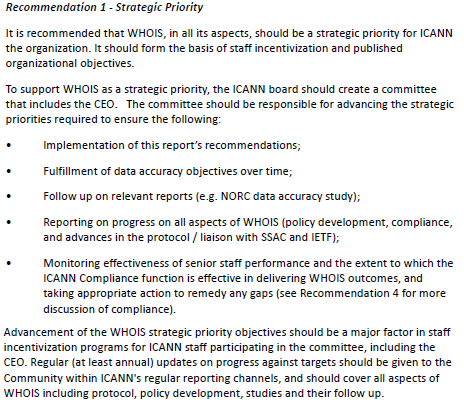 Recommendation 1 - Strategic Priority
It is recommended that WHOIS, in all its aspects, should be a strategic priority for ICANN
the organization. It should form the basis of staff incentivization and published
organizational objectives.
To support WHOIS as a strategic priority, the ICANN board should create a committee
that includes the CEO.   The committee should be responsible for advancing the strategic
priorities required to ensure the following:
• Implementation of this report's recommendations;
• Fulfillment of data accuracy objectives over time;
• Follow up on relevant reports (e.g. NORC data accuracy study);
• Reporting on progress on all aspects of WHOIS (policy development, compliance,
and advances in the protocol / liaison with SSAC and IETF);
• Monitoring effectiveness of senior staff performance and the extent to which the
ICANN Compliance function is effective in delivering WHOIS outcomes, and
taking appropriate action to remedy any gaps (see Recommendation 4 for more
discussion of compliance).
Advancement of the WHOIS strategic priority objectives should be a major factor in staff
incentivization programs for ICANN staff participating in the committee, including the
CEO. Regular (at least annual) updates on progress against targets should be given to the
Community within ICANN's regular reporting channels, and should cover all aspects of
WHOIS including protocol, policy development, studies and their follow up.